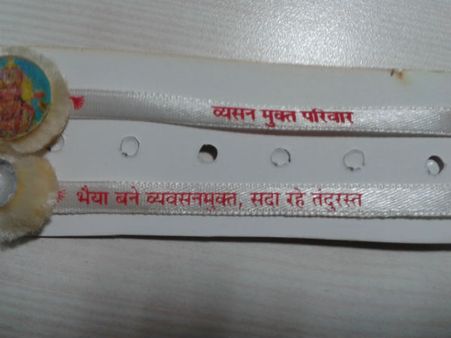 व्यसन मुक्त परिवार
भैया बने व्यवसनमुक्त, सदा रहे तंदुरस्त